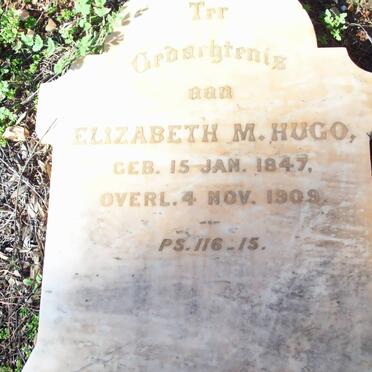 Ter
Gedachtenis
aan
ELIZABETH M. HUGO,
GEB. 15 JAN. 1847,
OVERL. 4 NOV. 1909.
PS. 116-15.